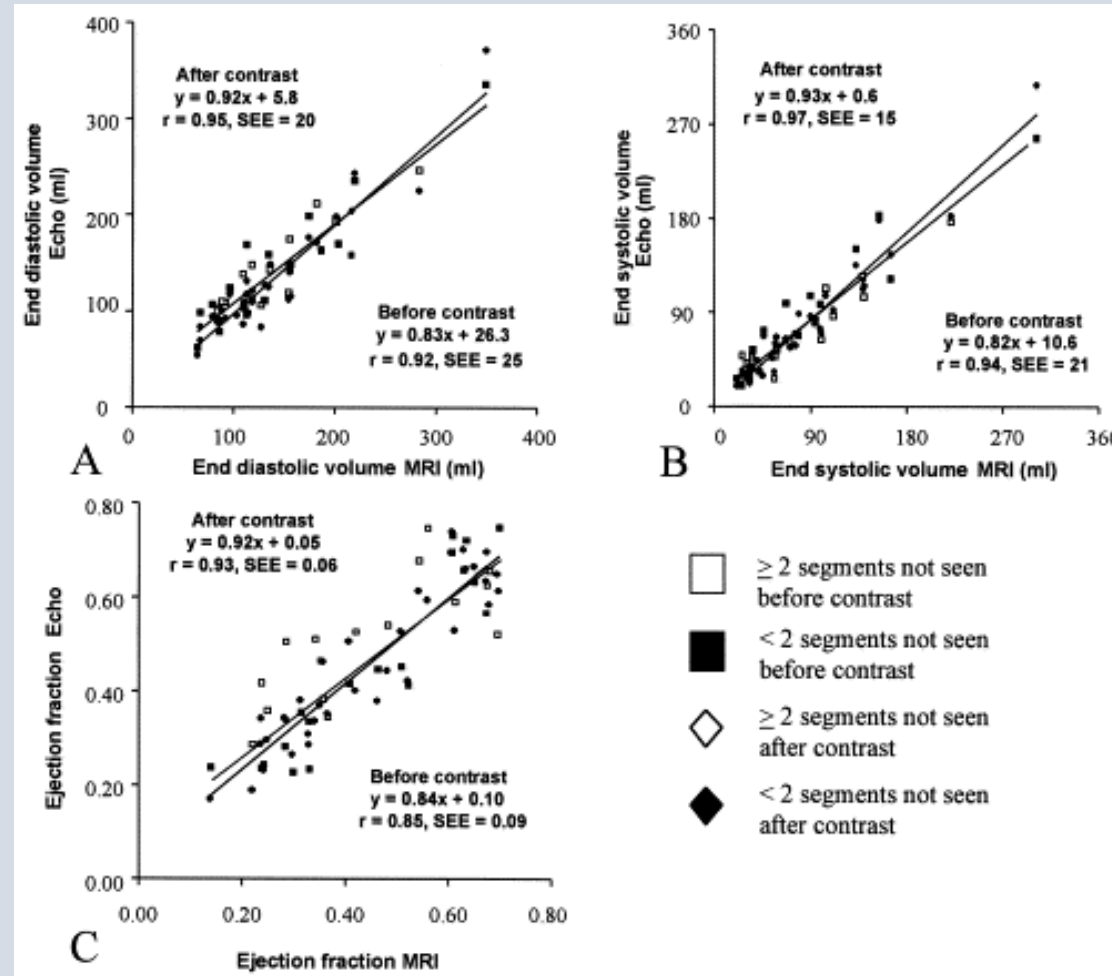 400
300
200
100
0
End diastolic volume
Echo (ml)
After contrast
y = 0.92x + 5.8
r = 0.95, SEE = 20
Before contrast
y = 0.83x + 26.3
r = 0.92, SEE = 25
0 100 200 300 400
A
End diastolic volume MRI (ml)
360
270
180
90
0
End systolic volume
Echo (ml)
After contrast
y = 0.93x + 0.6
r = 0.97, SEE = 15
Before contrast
y = 0.82x + 10.6
r = 0.94, SEE = 21
0 90 180 270 360
B
End systolic volume MRI (ml)
0.80
0.60
0.40
0.20
0.00
Ejection fraction Echo
After contrast
y = 0.92x + 0.05
r = 0.93, SEE = 0.06
Before contrast
y = 0.84x + 0.10
r = 0.85, SEE = 0.09
0.00 0.20 0.40 0.60 0.80
C
Ejection fraction MRI
≥ 2 segments not seen
before contrast
< 2 segments not seen
before contrast
≥ 2 segments not seen
after contrast
< 2 segments not seen
after contrast